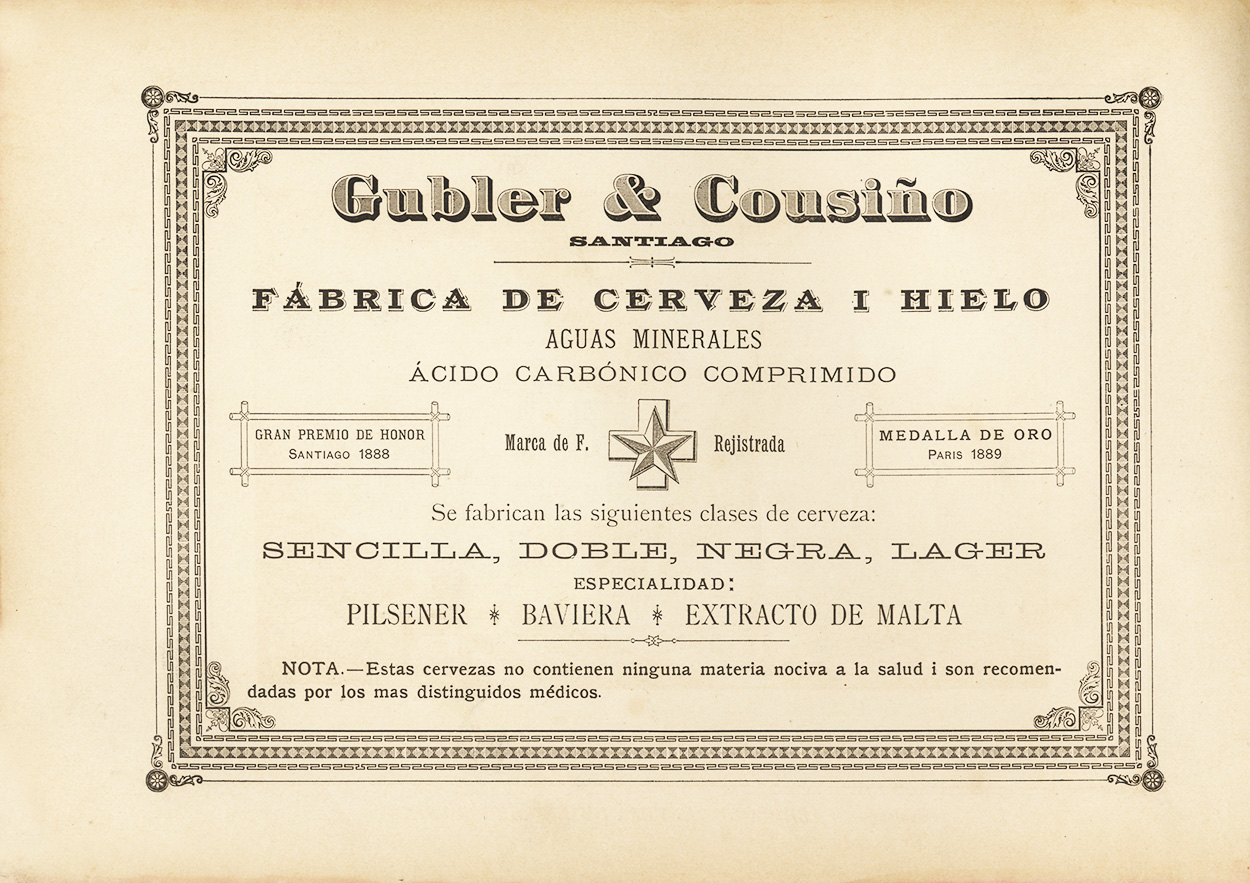 Gubler & Cousiño
SANTIAGO
FÁBRICA DE CERVEZA I HIELO
AGUAS MINERALES
ÁCIDO CARBÓNICO COMPRIMIDO
GRAN PREMIO DE HONOR
SANTIAGO 1888
Marca de F. Rejistrada
MEDALLA DE ORO
PARIS 1889
Se fabrican las siguientes clases de cerveza:
SENCILLA, DOBLE, NEGRA, LAGER
ESPECIALIDAD:
PILSENER * BAVIERA * EXTRACTO DE MALTA
NOTA.—Estas cervezas no contienen ninguna materia nociva a la salud i son recomen-
dadas por los mas distinguidos médicos.